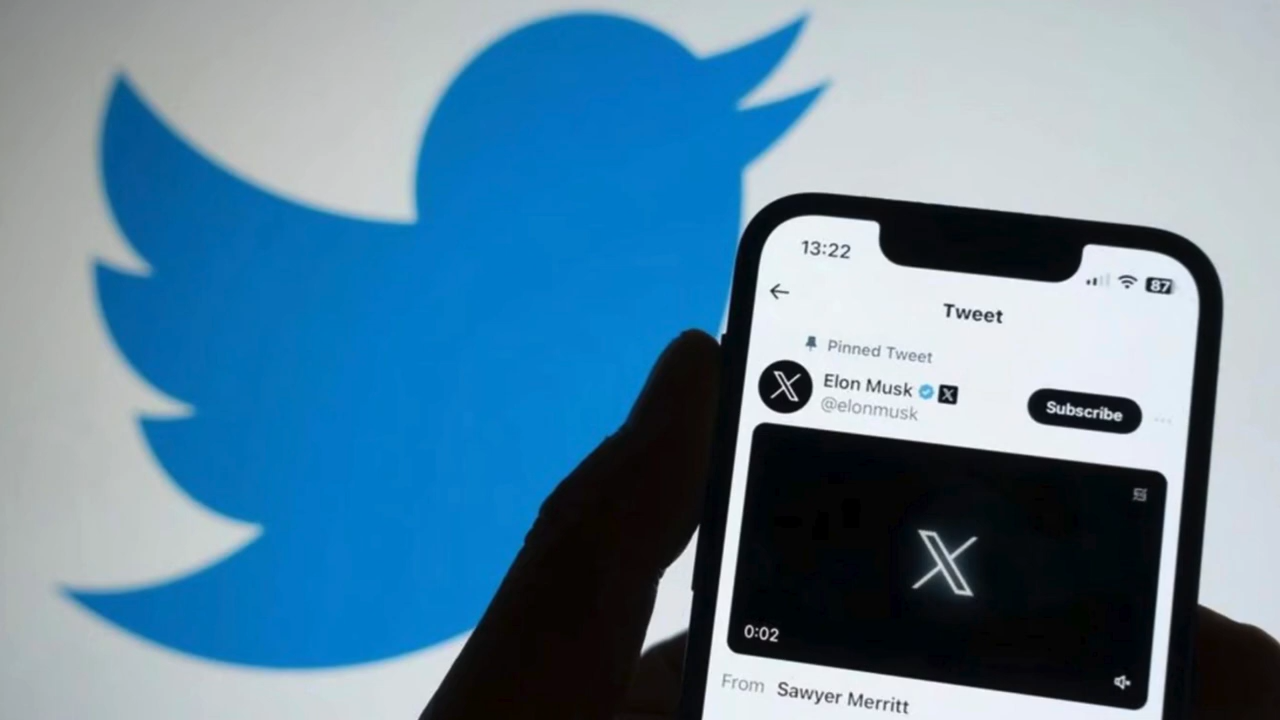 13:22
87
Tweet
Pinned Tweet
Elon Musk
@elonmusk
Subscribe
0:02
From Sawyer Merritt